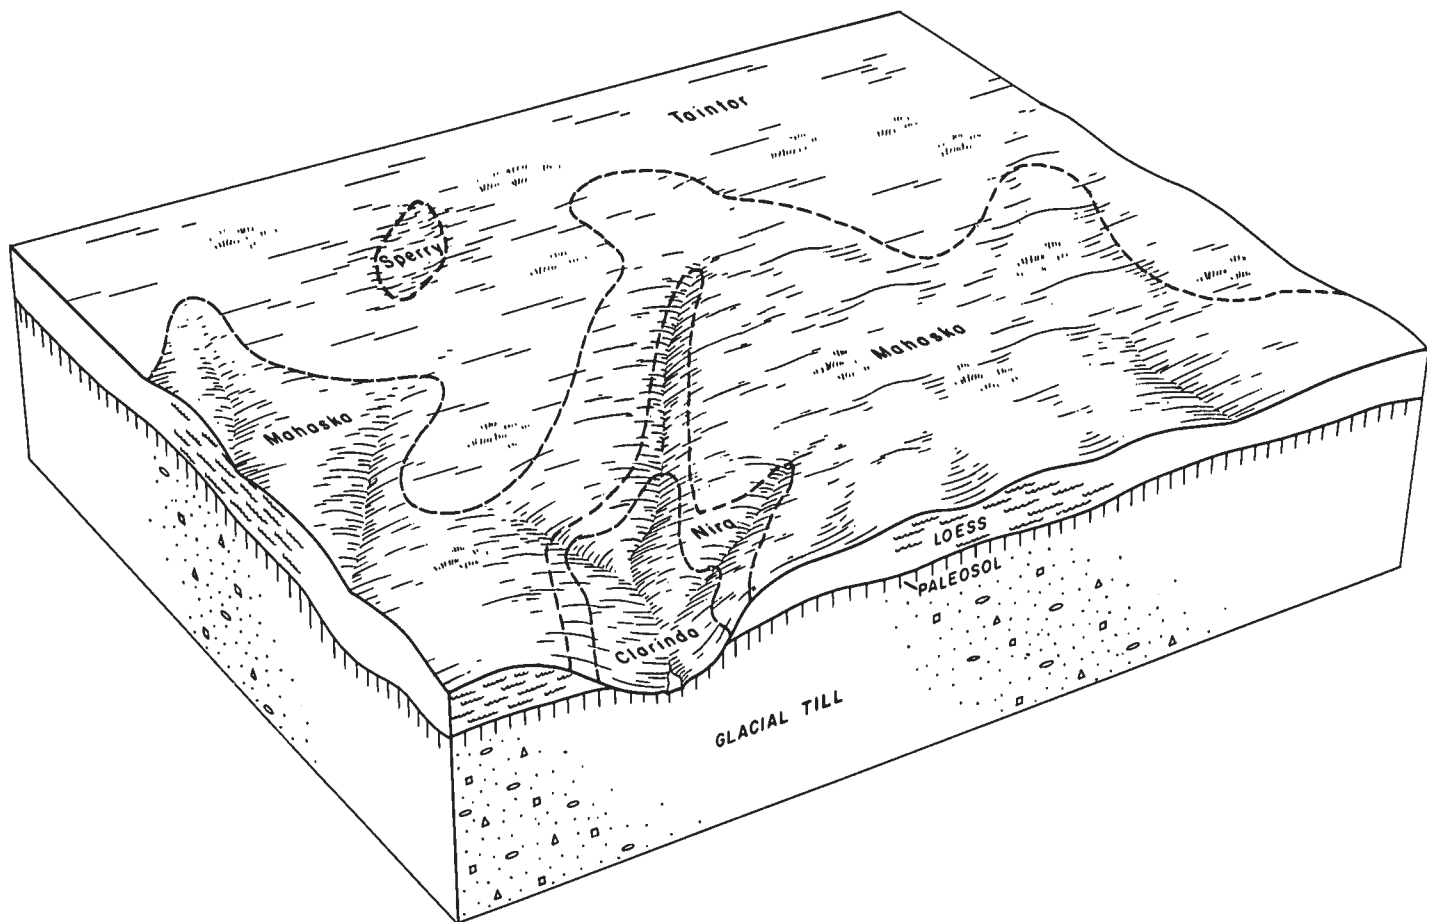 Taintor
Sperry
Mahaska
Mahaska
Nira
LOESS
PALEOSOL
Clarinda
GLACIAL TILL